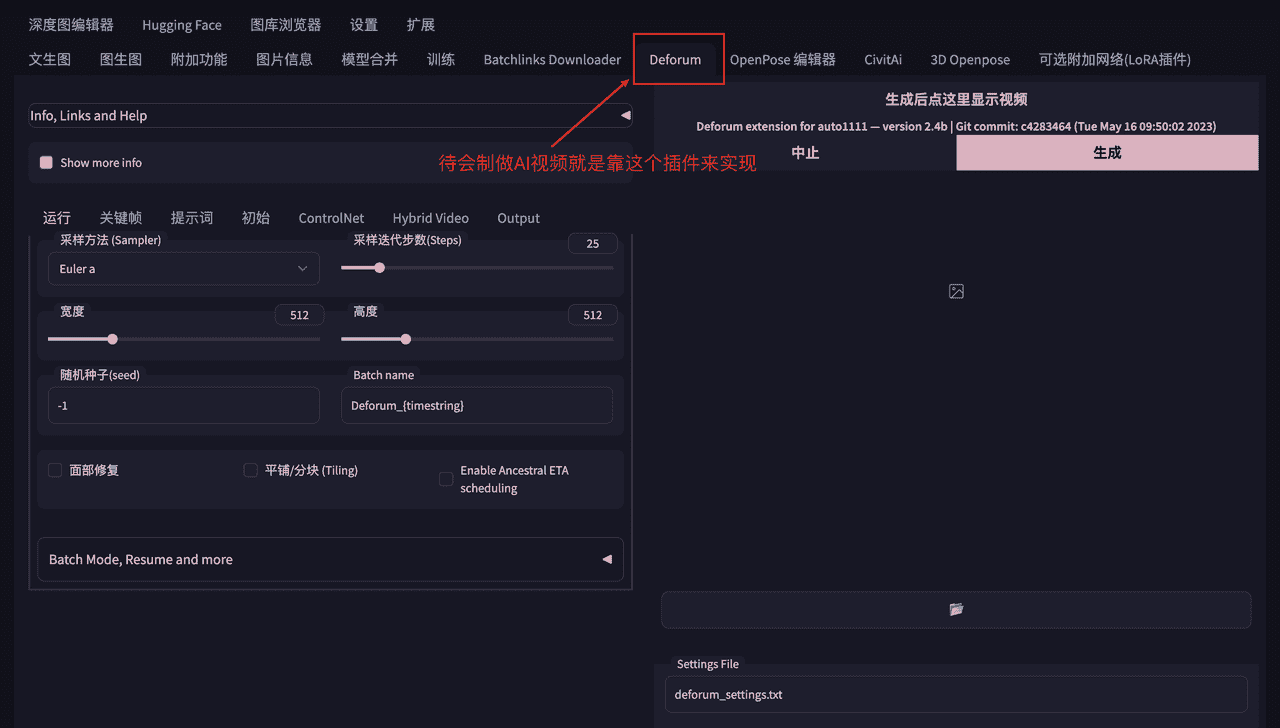 深度图编辑器 Hugging Face 图库浏览器 设置 扩展
文生图 图生图 附加功能 图片信息 模型合并 训练 Batchlinks Downloader Deforum OpenPose 编辑器 CivitAi 3D Openpose 可选附加网络(LoRA插件)
Info, Links and Help
Show more info
待会制做AI视频就是靠这个插件来实现
运行 关键帧 提示词 初始 ControlNet Hybrid Video Output
采样方法 (Sampler)
Euler a
采样迭代步数(Steps)
25
宽度
512
高度
512
随机种子(seed)
-1
Batch name
Deforum_{timestring}
面部修复
平铺/分块 (Tiling)
Enable Ancestral ETA
scheduling
Batch Mode, Resume and more
生成后点这里显示视频
Deforum extension for auto1111 — version 2.4b | Git commit: c4283464 (Tue May 16 09:50:02 2023)
中止
生成
Settings File
deforum_settings.txt